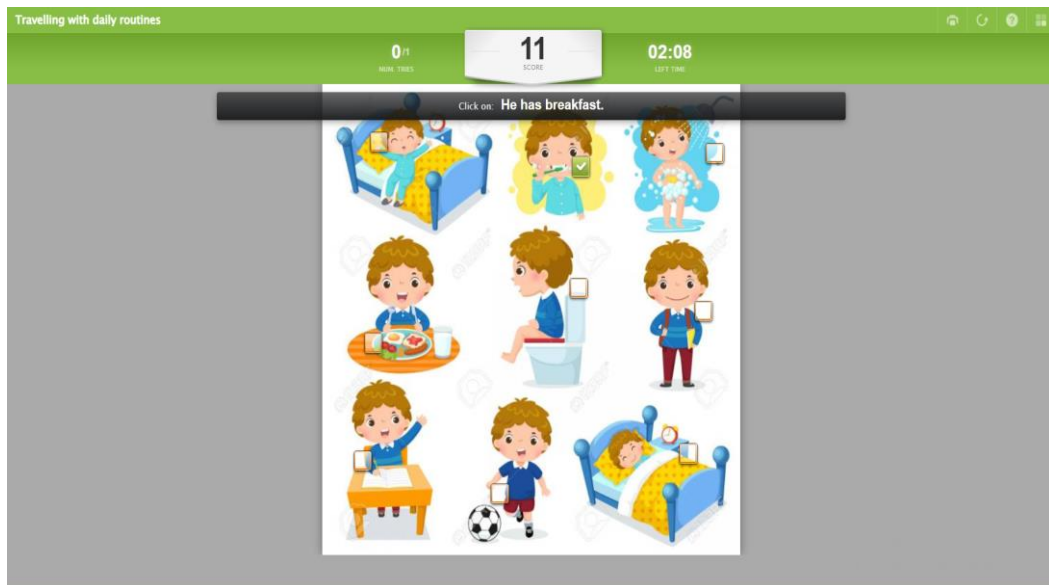 Travelling with daily routines
0/1
NUM. TRIES
11
SCORE
02:08
LEFT TIME
Click on: He has breakfast.